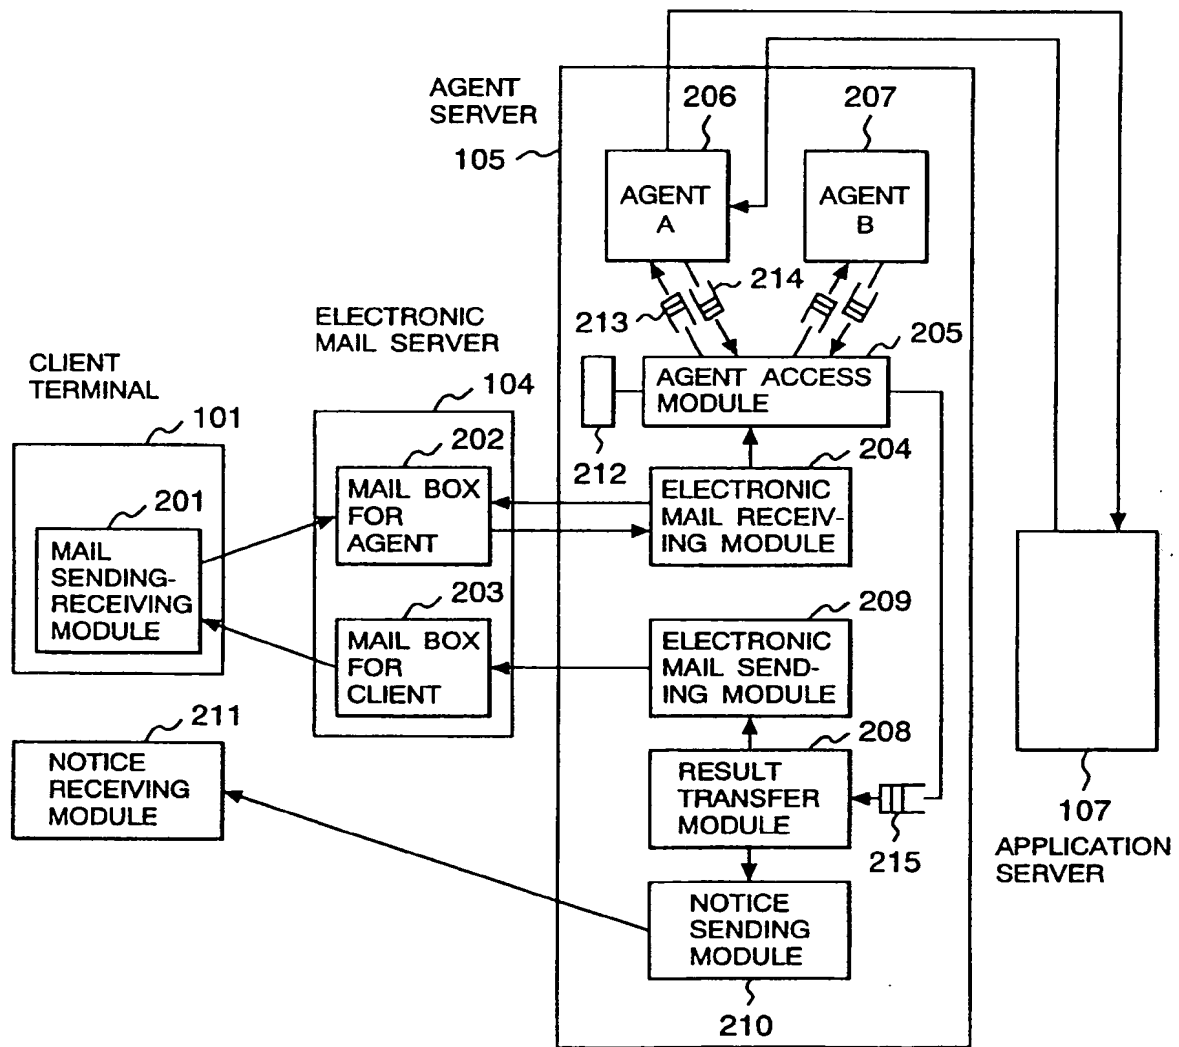 AGENT
SERVER
105
206
207
AGENT
A
AGENT
B
214
213
205
AGENT ACCESS
MODULE
212
ELECTRONIC
MAIL SERVER
104
CLIENT
TERMINAL
101
201
MAIL
SENDING-
RECEIVING
MODULE
202
MAIL BOX
FOR
AGENT
204
ELECTRONIC
MAIL RECEIV-
ING MODULE
203
MAIL BOX
FOR
CLIENT
209
ELECTRONIC
MAIL SEND-
ING MODULE
211
NOTICE
RECEIVING
MODULE
208
RESULT
TRANSFER
MODULE
215
107
APPLICATION
SERVER
NOTICE
SENDING
MODULE
210